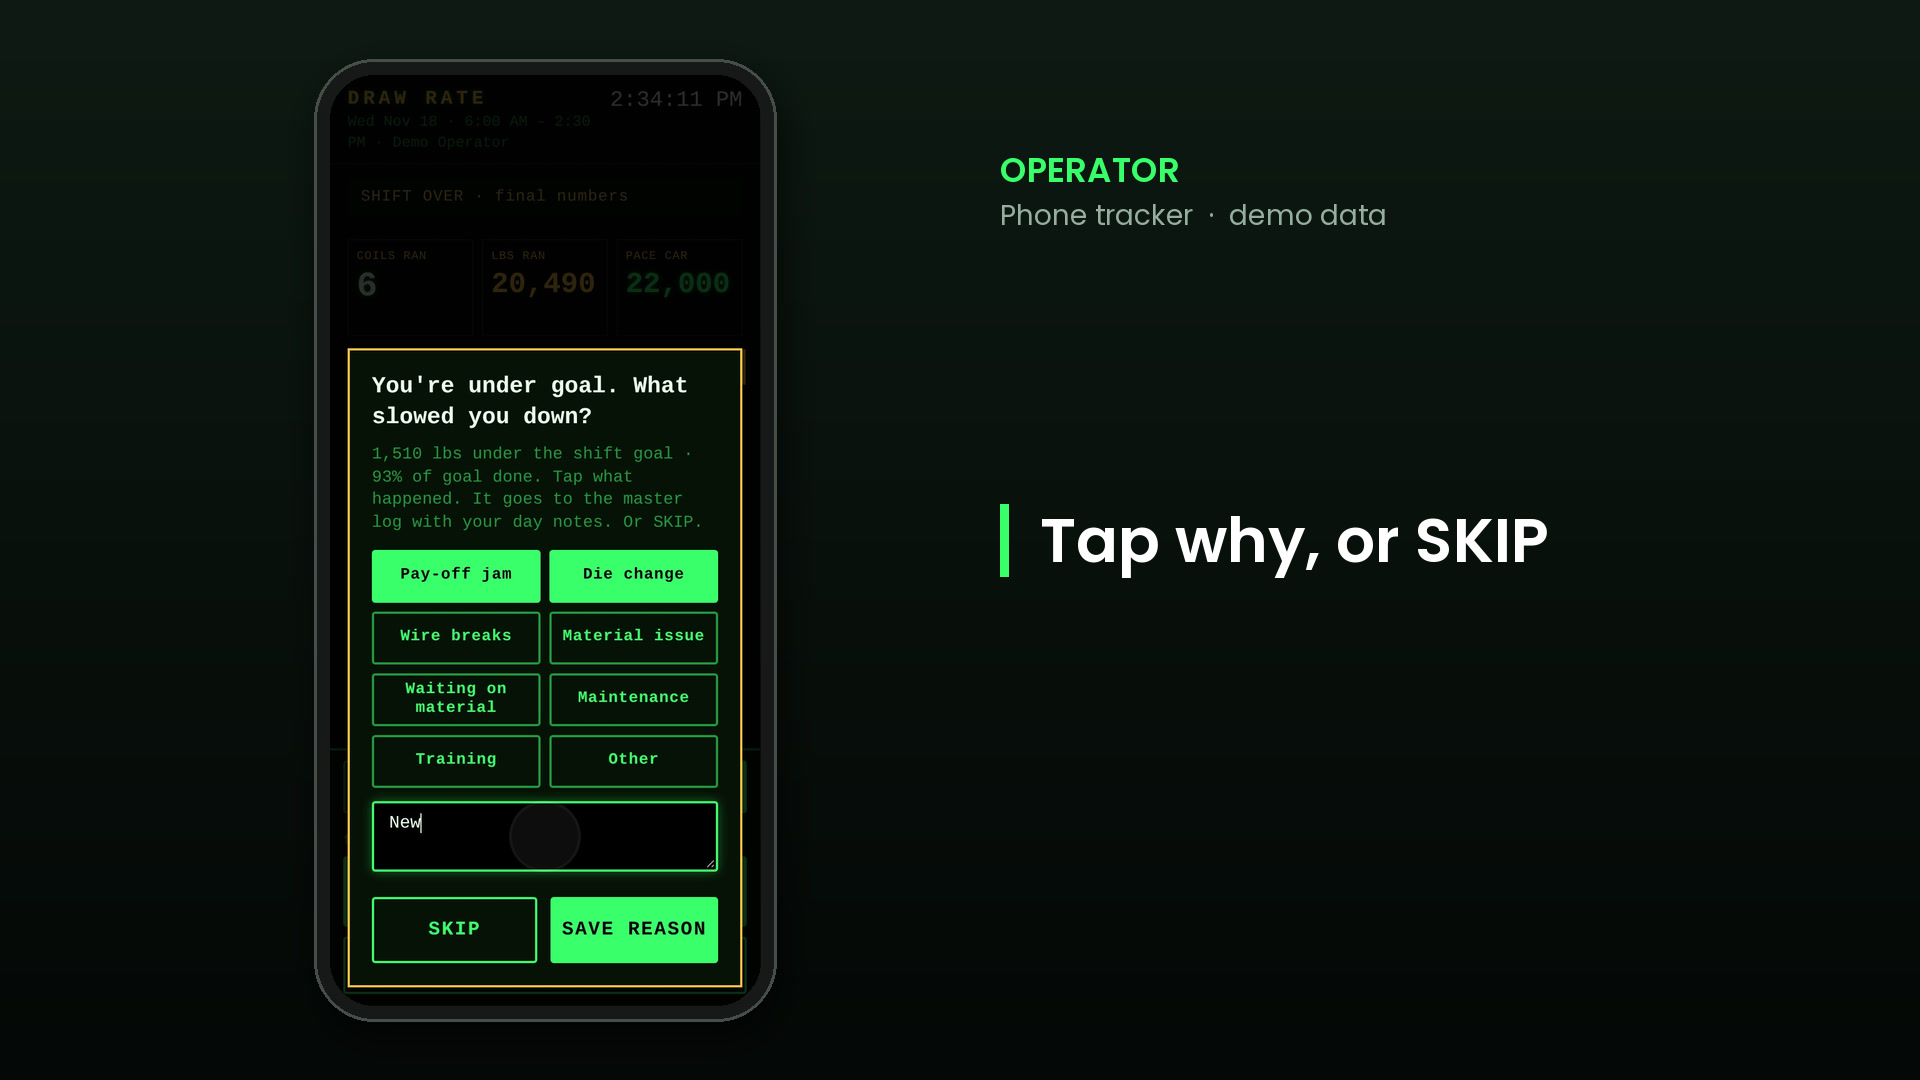 DRAW RATE
2:34:11 PM
Wed Nov 18 · 6:00 AM – 2:30
PM · Demo Operator
SHIFT OVER · final numbers
COILS RAN
6
LBS RAN
20,490
PACE CAR
22,000
You're under goal. What
slowed you down?
1,510 lbs under the shift goal ·
93% of goal done. Tap what
happened. It goes to the master
log with your day notes. Or SKIP.
Pay-off jam
Die change
Wire breaks
Material issue
Waiting on
material
Maintenance
Training
Other
New
SKIP
SAVE REASON
OPERATOR
Phone tracker · demo data
Tap why, or SKIP